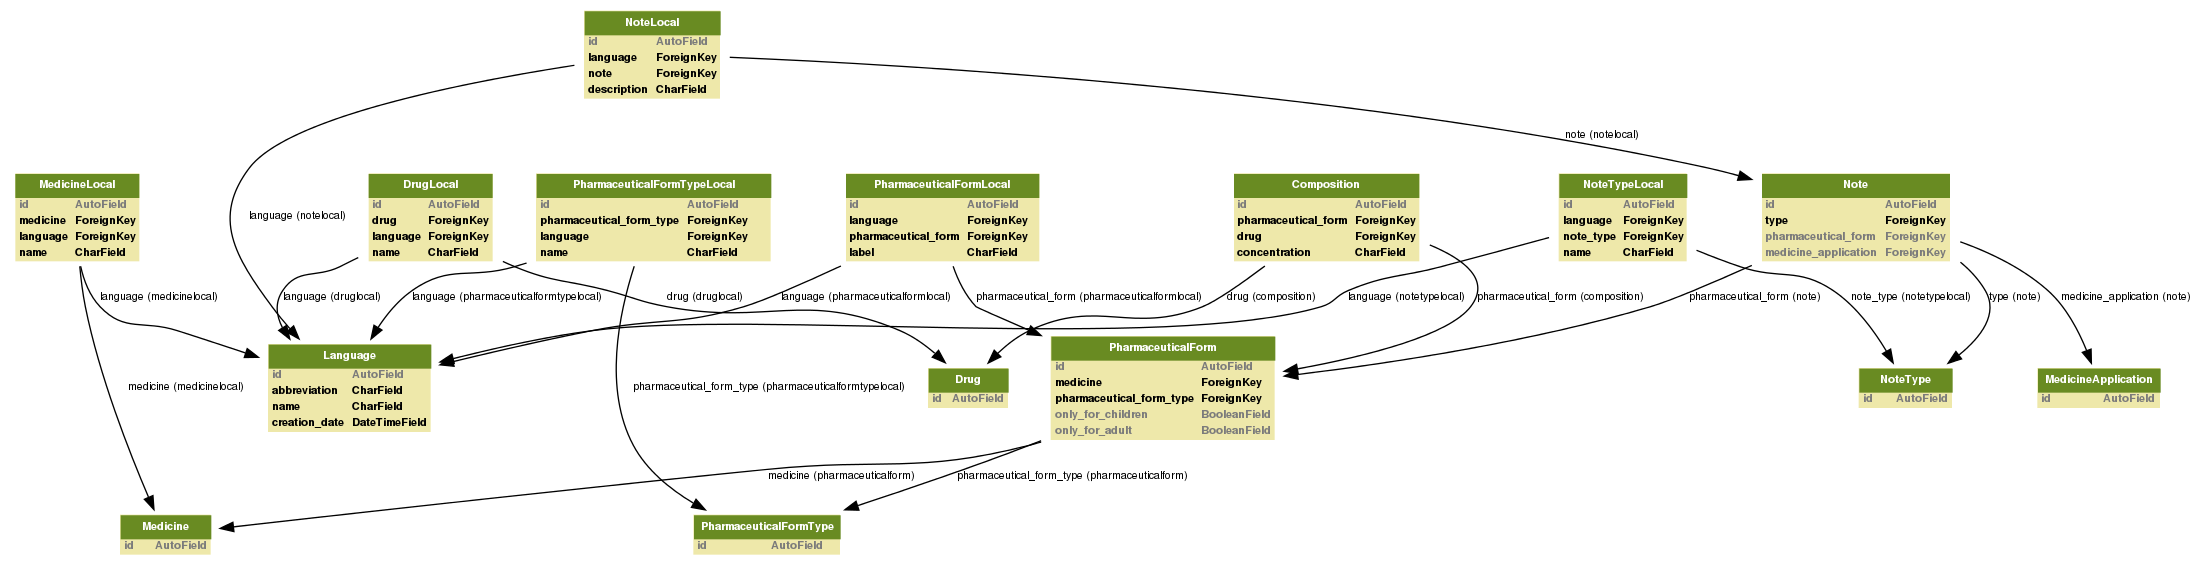 NoteLocal
id AutoField
language ForeignKey
note ForeignKey
description CharField
note (notelocal)
MedicineLocal
id AutoField
medicine ForeignKey
language ForeignKey
name CharField
DrugLocal
id AutoField
drug ForeignKey
language ForeignKey
name CharField
PharmaceuticalFormTypeLocal
id AutoField
pharmaceutical_form_type ForeignKey
language ForeignKey
name CharField
PharmaceuticalFormLocal
id AutoField
language ForeignKey
pharmaceutical_form ForeignKey
label CharField
Composition
id AutoField
pharmaceutical_form ForeignKey
drug ForeignKey
concentration CharField
NoteTypeLocal
id AutoField
language ForeignKey
note_type ForeignKey
name CharField
Note
id AutoField
type ForeignKey
pharmaceutical_form ForeignKey
medicine_application ForeignKey
language (notelocal)
language (medicinelocal)
language (druglocal)
language (pharmaceuticalformtypelocal)
drug (druglocal)
language (pharmaceuticalformlocal)
pharmaceutical_form (pharmaceuticalformlocal)
drug (composition)
language (notetypelocal)
pharmaceutical_form (composition)
pharmaceutical_form (note)
note_type (notetypelocal)
type (note)
medicine_application (note)
Language
id AutoField
abbreviation CharField
name CharField
creation_date DateTimeField
Drug
id AutoField
PharmaceuticalForm
id AutoField
medicine ForeignKey
pharmaceutical_form_type ForeignKey
only_for_children BooleanField
only_for_adult BooleanField
NoteType
id AutoField
MedicineApplication
id AutoField
medicine (medicinelocal)
pharmaceutical_form_type (pharmaceuticalformtypelocal)
medicine (pharmaceuticalform)
pharmaceutical_form_type (pharmaceuticalform)
Medicine
id AutoField
PharmaceuticalFormType
id AutoField